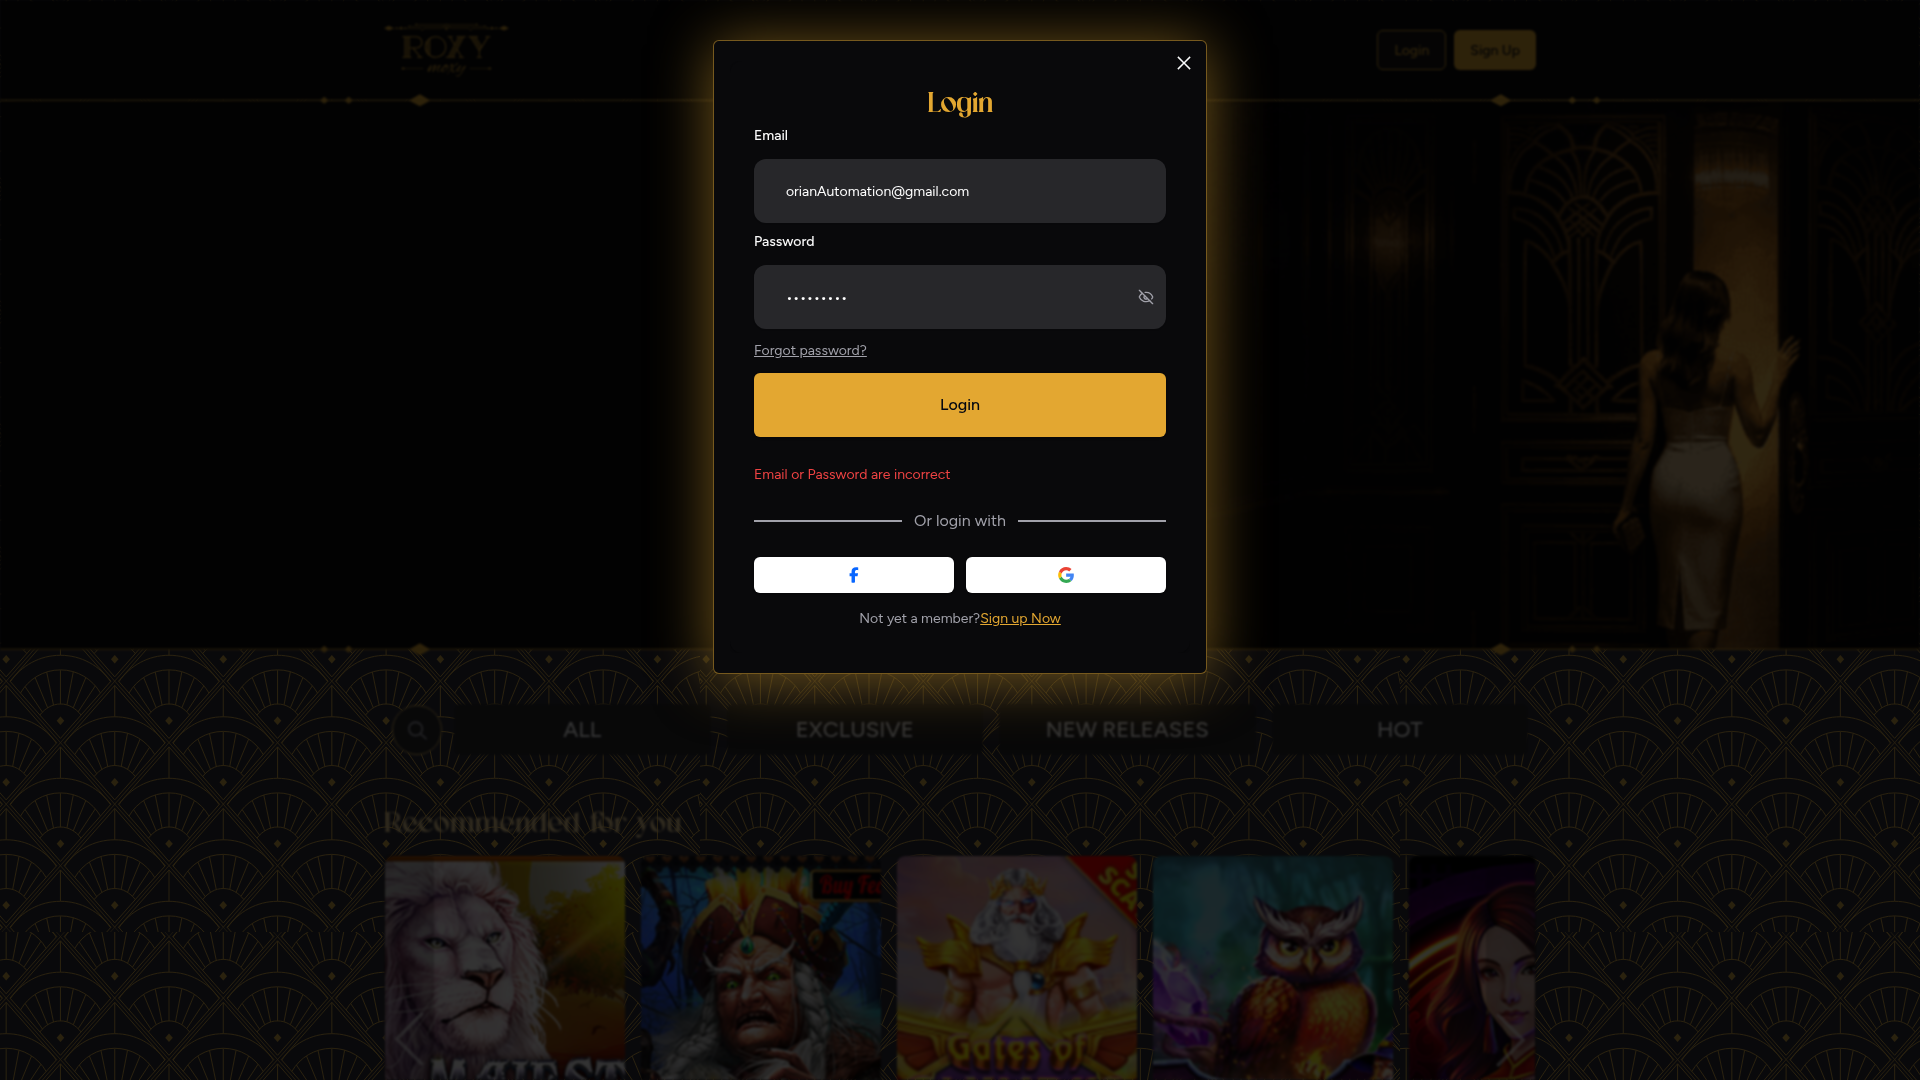 ROXY
moxy
Login
Sign Up
Login
Email
orianAutomation@gmail.com
Password
•••••••••
Forgot password?
Login
Email or Password are incorrect
Or login with
Not yet a member?Sign up Now
ALL
EXCLUSIVE
NEW RELEASES
HOT
Recommended for you
Buy
Gates of